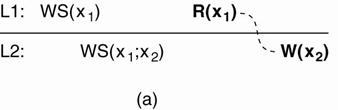 L1: WS(x₁) R(x₁)
L2: WS(x₁;x₂) W(x₂)
(a)